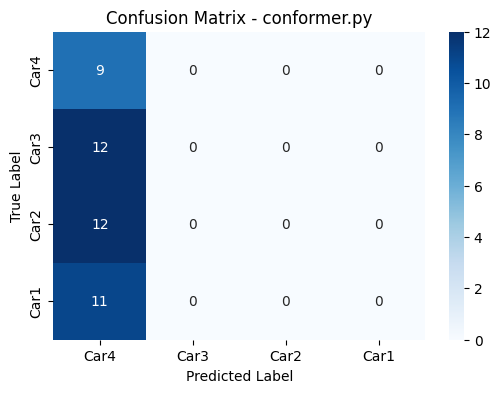 Confusion Matrix - conformer.py
True Label
Car4 9 0 0 0
Car3 12 0 0 0
Car2 12 0 0 0
Car1 11 0 0 0
Car4 Car3 Car2 Car1
Predicted Label
12
10
8
6
4
2
0